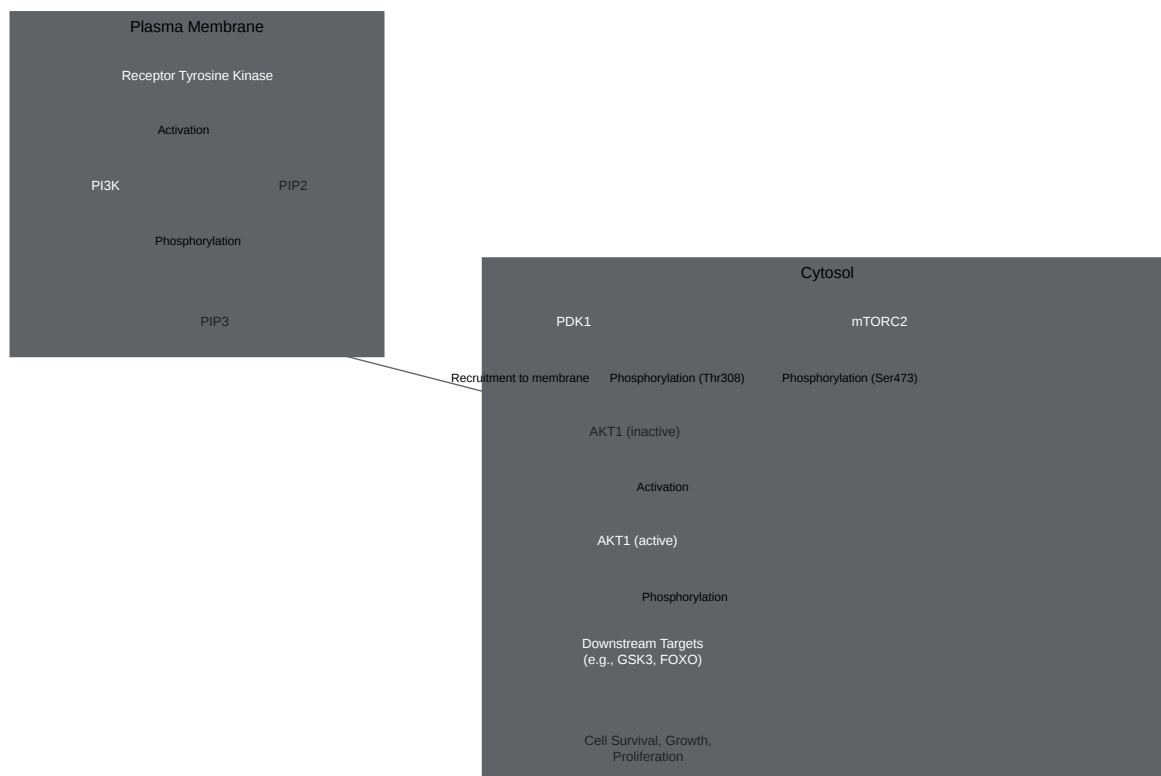 Plasma Membrane
Receptor Tyrosine Kinase
Activation
PI3K
PIP2
Phosphorylation
PIP3
Cytosol
PDK1
mTORC2
Recruitment to membrane
Phosphorylation (Thr308)
Phosphorylation (Ser473)
AKT1 (inactive)
Activation
AKT1 (active)
Phosphorylation
Downstream Targets
(e.g., GSK3, FOXO)
Cell Survival, Growth,
Proliferation